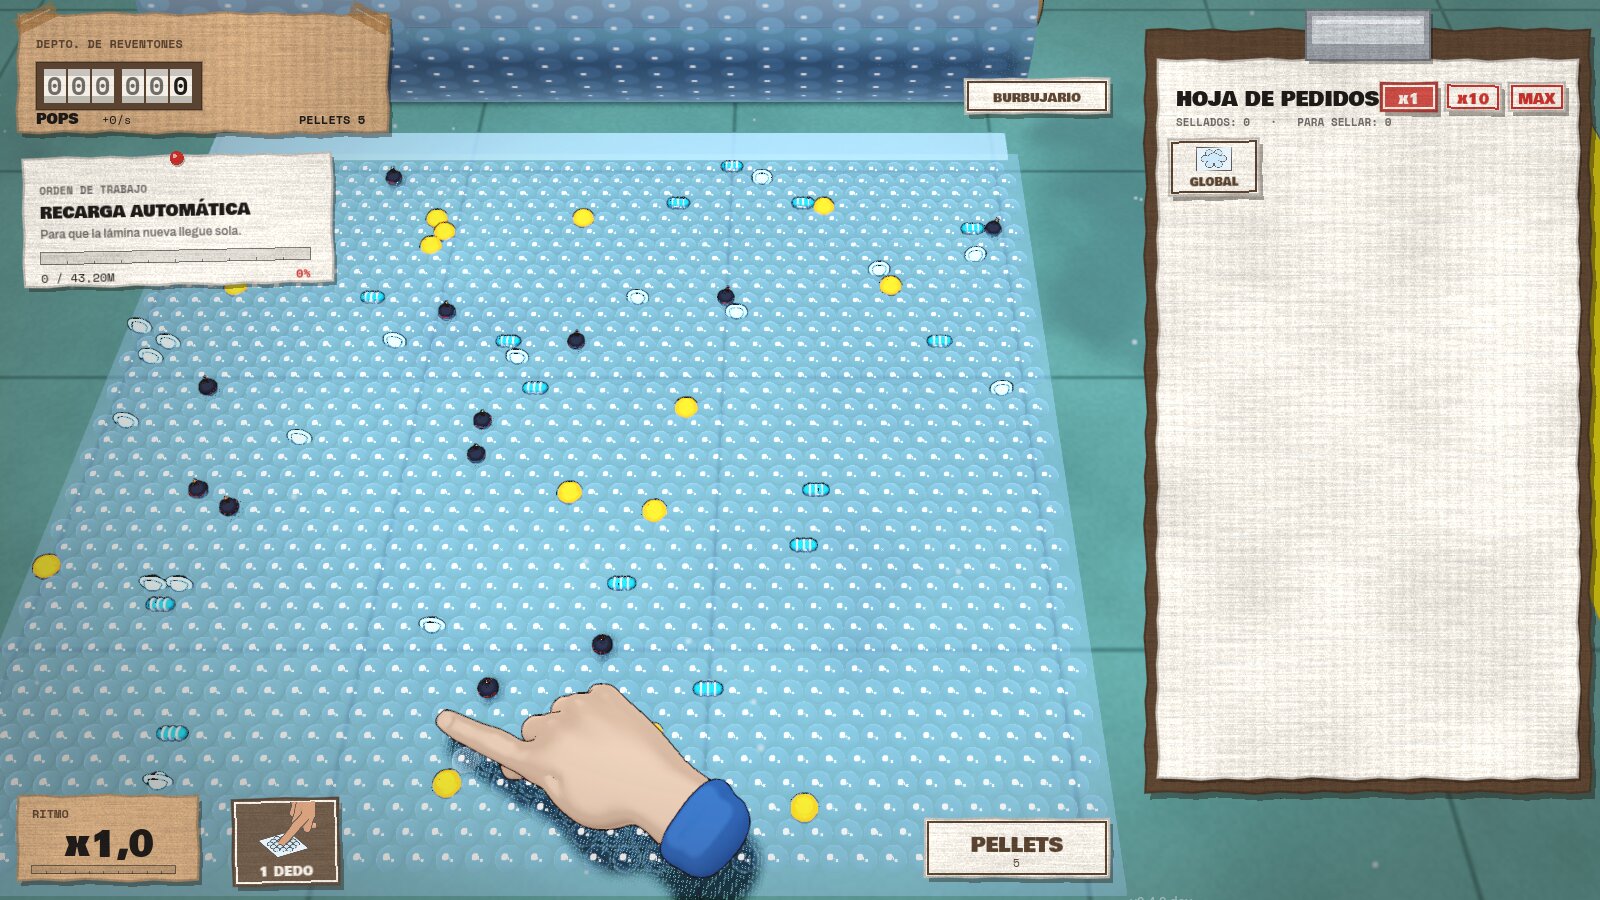 DEPTO. DE REVENTONES
000 000
POPS +0/s PELLETS 5
ORDEN DE TRABAJO
RECARGA AUTOMÁTICA
Para que la lámina nueva llegue sola.
0 / 43.20M 0%
BURBUJARIO
HOJA DE PEDIDOS x1 x10 MAX
SELLADOS: 0 · PARA SELLAR: 0
GLOBAL
RITMO
x1,0
1 DEDO
PELLETS
5